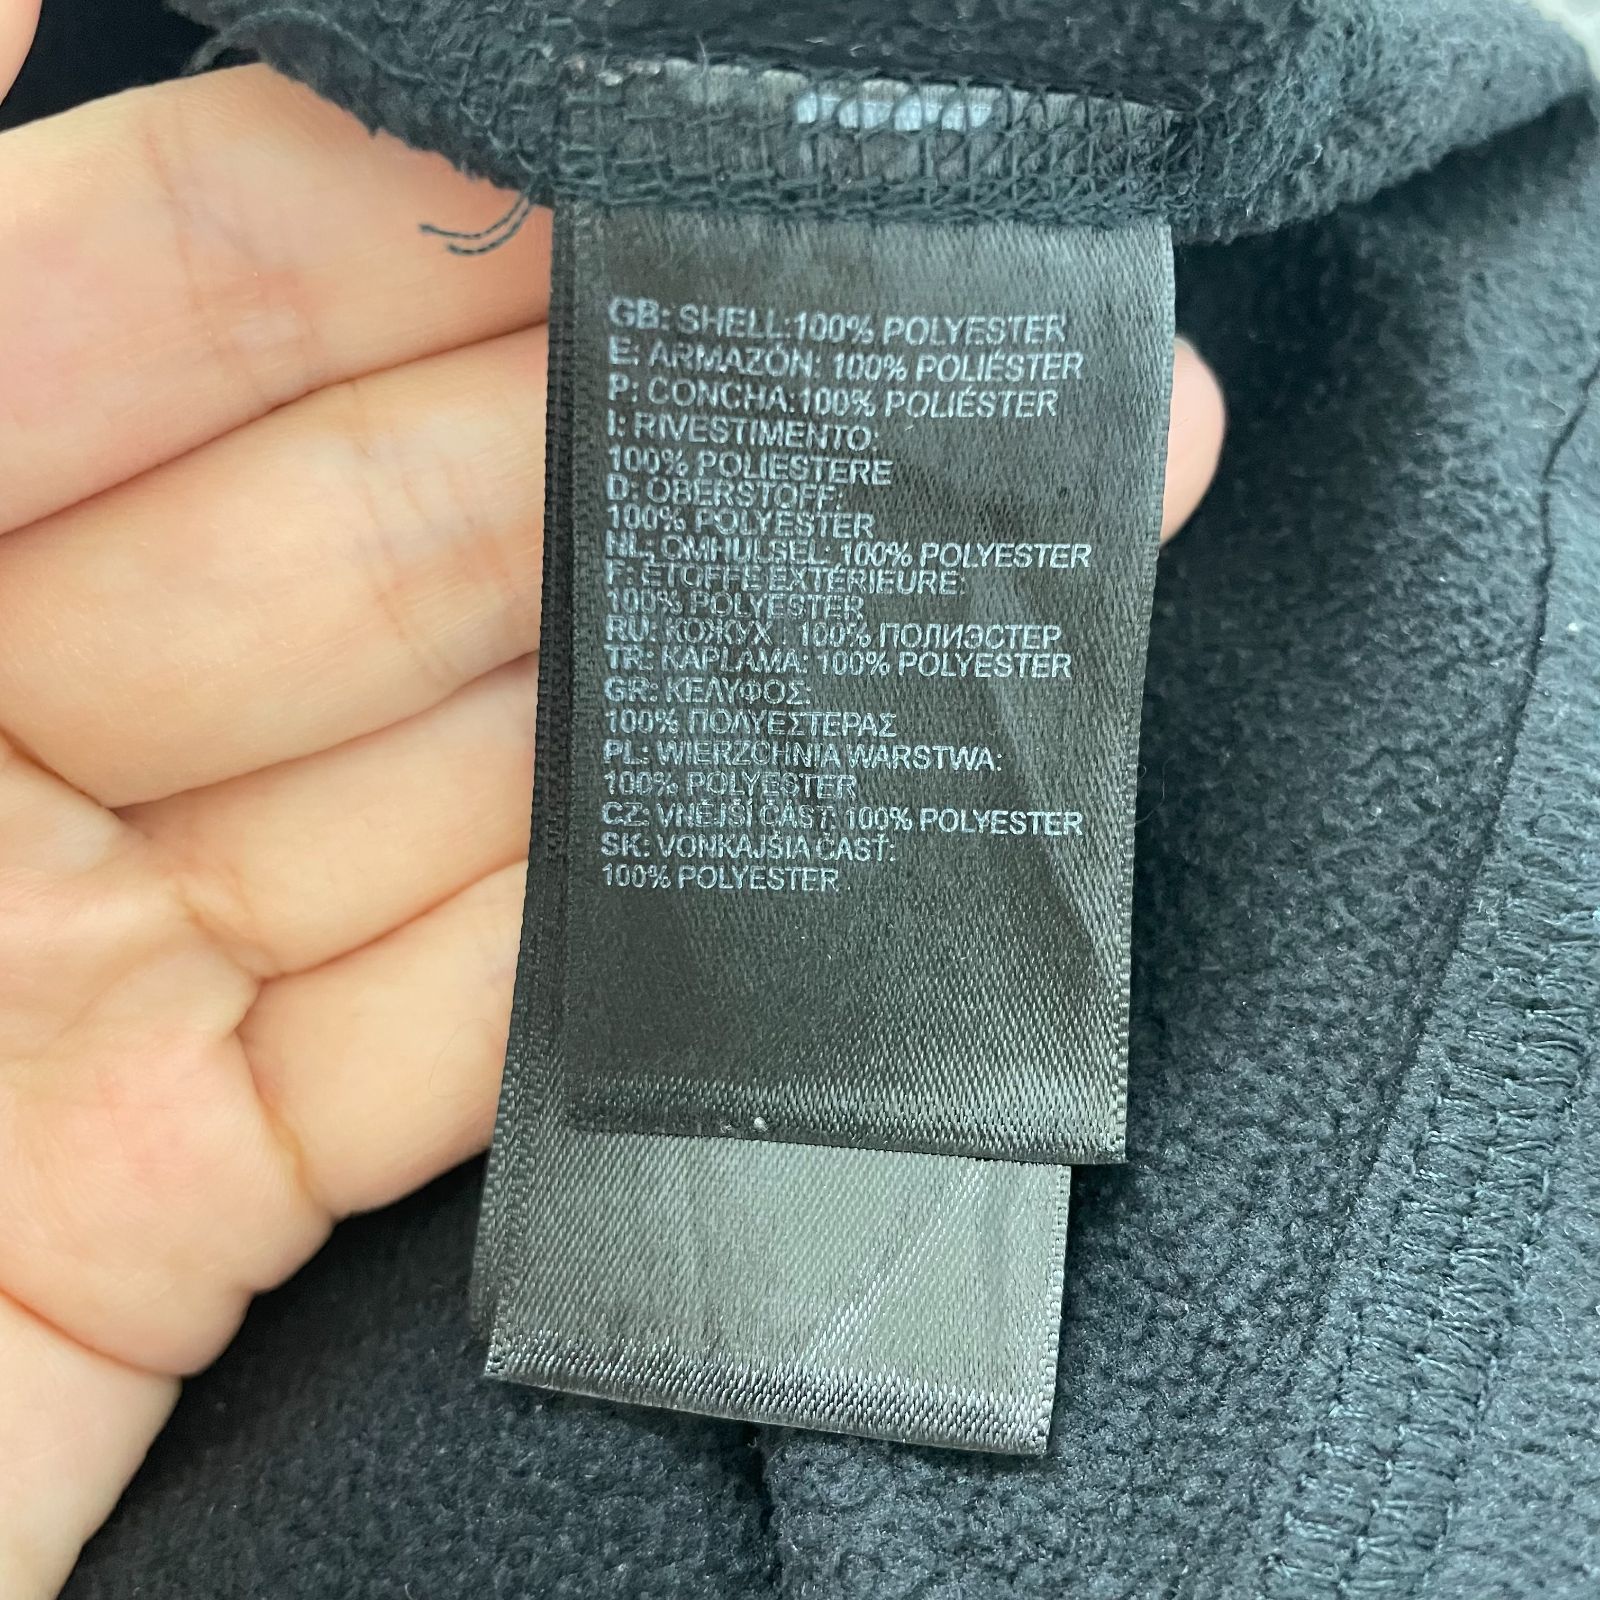 GB: SHELL:100% POLYESTER
E: ARMAZÓN: 100% POLIÉSTER
P: CONCHA:100% POLIÉSTER
I: RIVESTIMENTO:
100% POLIESTERE
D: OBERSTOFF:
100% POLYESTER
NL: OMHULSEL: 100% POLYESTER
F: ÉTOFFE EXTÉRIEURE:
100% POLYESTER
RU: КОЖУХ : 100% ПОЛИЭСТЕР
TR: KAPLAMA: 100% POLYESTER
GR: ΚΕΛΥΦΟΣ:
100% ΠΟΛΥΕΣΤΕΡΑΣ
PL: WIERZCHNIA WARSTWA:
100% POLYESTER
CZ: VNĚJŠÍ ČÁST: 100% POLYESTER
SK: VONKAJŠIA ČASŤ:
100% POLYESTER